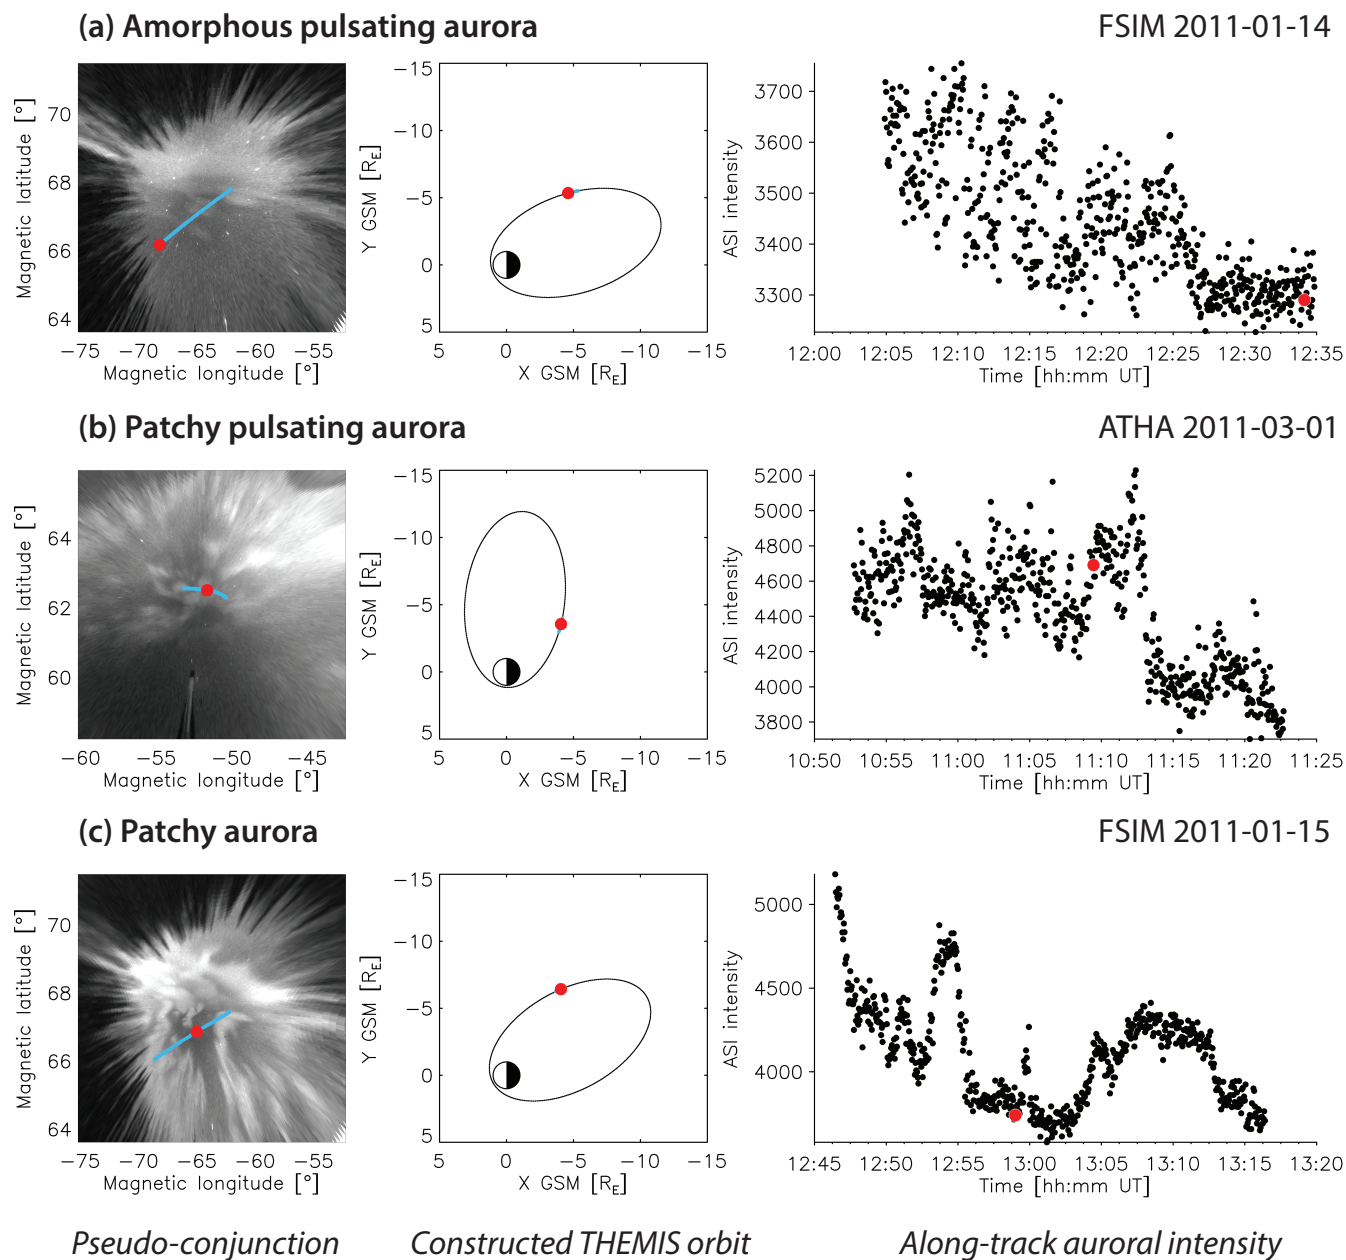 (a) Amorphous pulsating aurora
FSIM 2011-01-14
Magnetic latitude [°]
70
68
66
64
−75 −70 −65 −60 −55
Magnetic longitude [°]
Y GSM [RE]
−15
−10
−5
0
5
5 0 −5 −10 −15
X GSM [RE]
ASI intensity
3700
3600
3500
3400
3300
12:00 12:05 12:10 12:15 12:20 12:25 12:30 12:35
Time [hh:mm UT]
(b) Patchy pulsating aurora
ATHA 2011-03-01
Magnetic latitude [°]
64
62
60
−60 −55 −50 −45
Magnetic longitude [°]
Y GSM [RE]
−15
−10
−5
0
5
5 0 −5 −10 −15
X GSM [RE]
ASI intensity
5200
5000
4800
4600
4400
4200
4000
3800
10:50 10:55 11:00 11:05 11:10 11:15 11:20 11:25
Time [hh:mm UT]
(c) Patchy aurora
FSIM 2011-01-15
Magnetic latitude [°]
70
68
66
64
−75 −70 −65 −60 −55
Magnetic longitude [°]
Y GSM [RE]
−15
−10
−5
0
5
5 0 −5 −10 −15
X GSM [RE]
ASI intensity
5000
4500
4000
12:45 12:50 12:55 13:00 13:05 13:10 13:15 13:20
Time [hh:mm UT]
Pseudo-conjunction
Constructed THEMIS orbit
Along-track auroral intensity